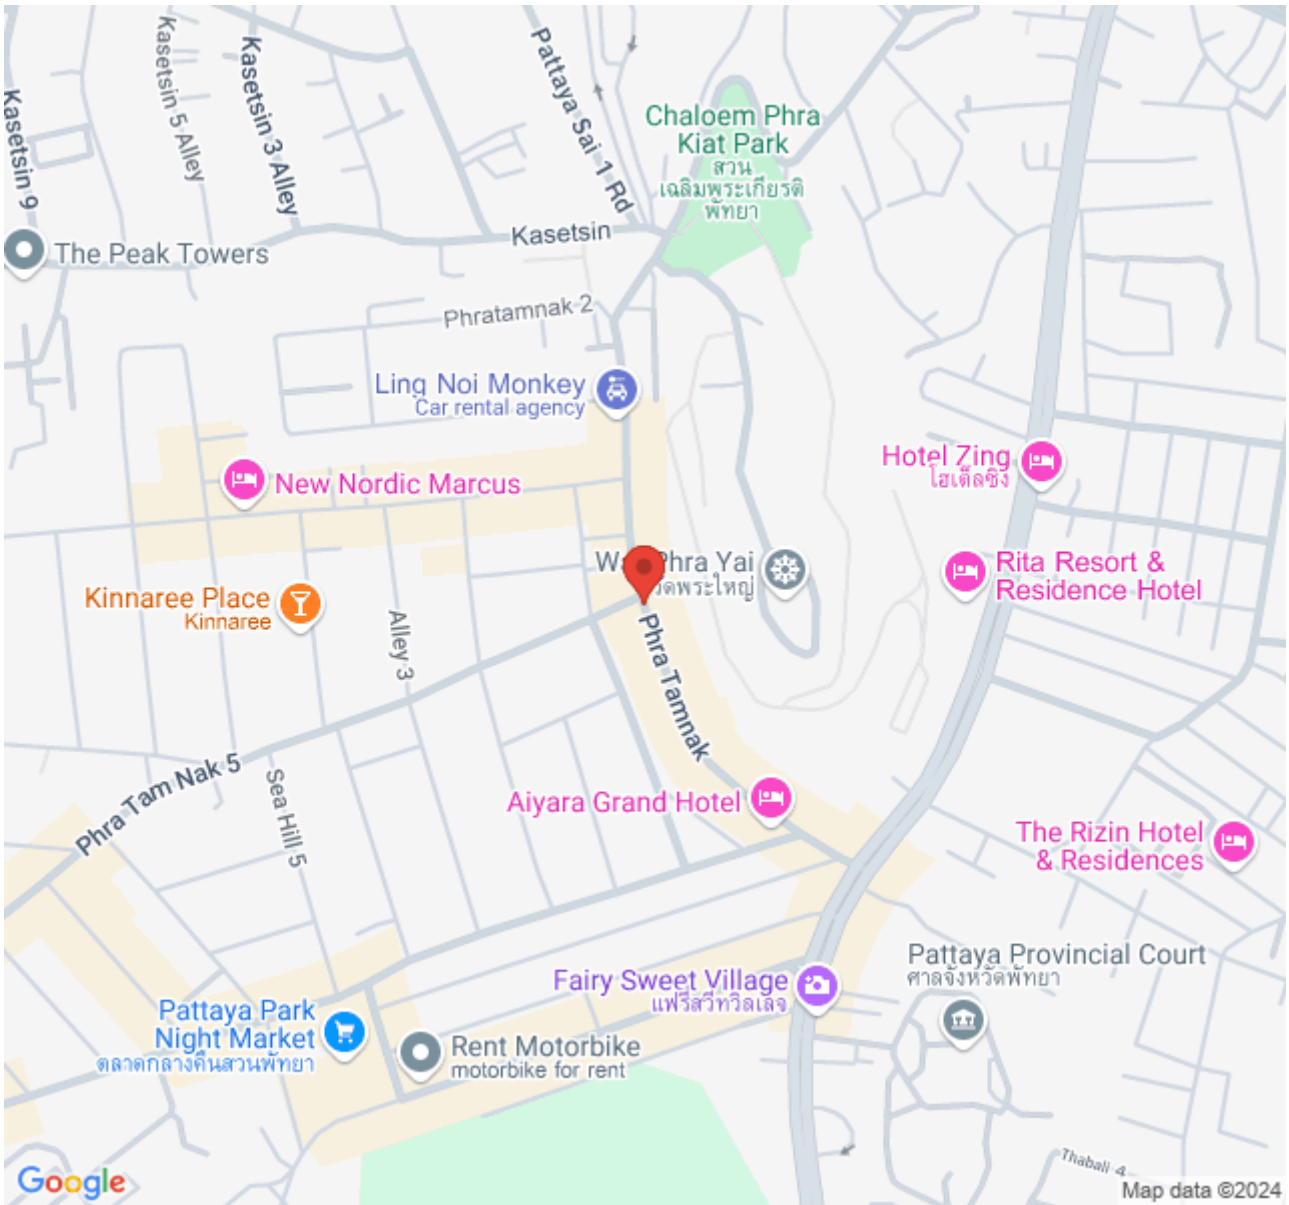 Kasetsin 5 Alley
Kasetsin 3 Alley
Kasetsin 9
Pattaya Sai 1 Rd
Chaloem Phra
Kiat Park
สวน
เฉลิมพระเกียรติ
พัทยา
Kasetsin
The Peak Towers
Phratamnak 2
Ling Noi Monkey
Car rental agency
Hotel Zing
โฮเต็ลซิง
New Nordic Marcus
Phra Yai
วัดพระใหญ่
Rita Resort &
Residence Hotel
Kinnaree Place
Kinnaree
Alley 3
Phra Tamnak
Phra Tam Nak 5
Sea Hill 5
Aiyara Grand Hotel
The Rizin Hotel
& Residences
Pattaya Provincial Court
ศาลจังหวัดพัทยา
Fairy Sweet Village
แฟรี่สวีทวิลเลจ
Pattaya Park
Night Market
ตลาดกลางคืนสวนพัทยา
Rent Motorbike
motorbike for rent
Thabali 4
Google
Map data ©2024